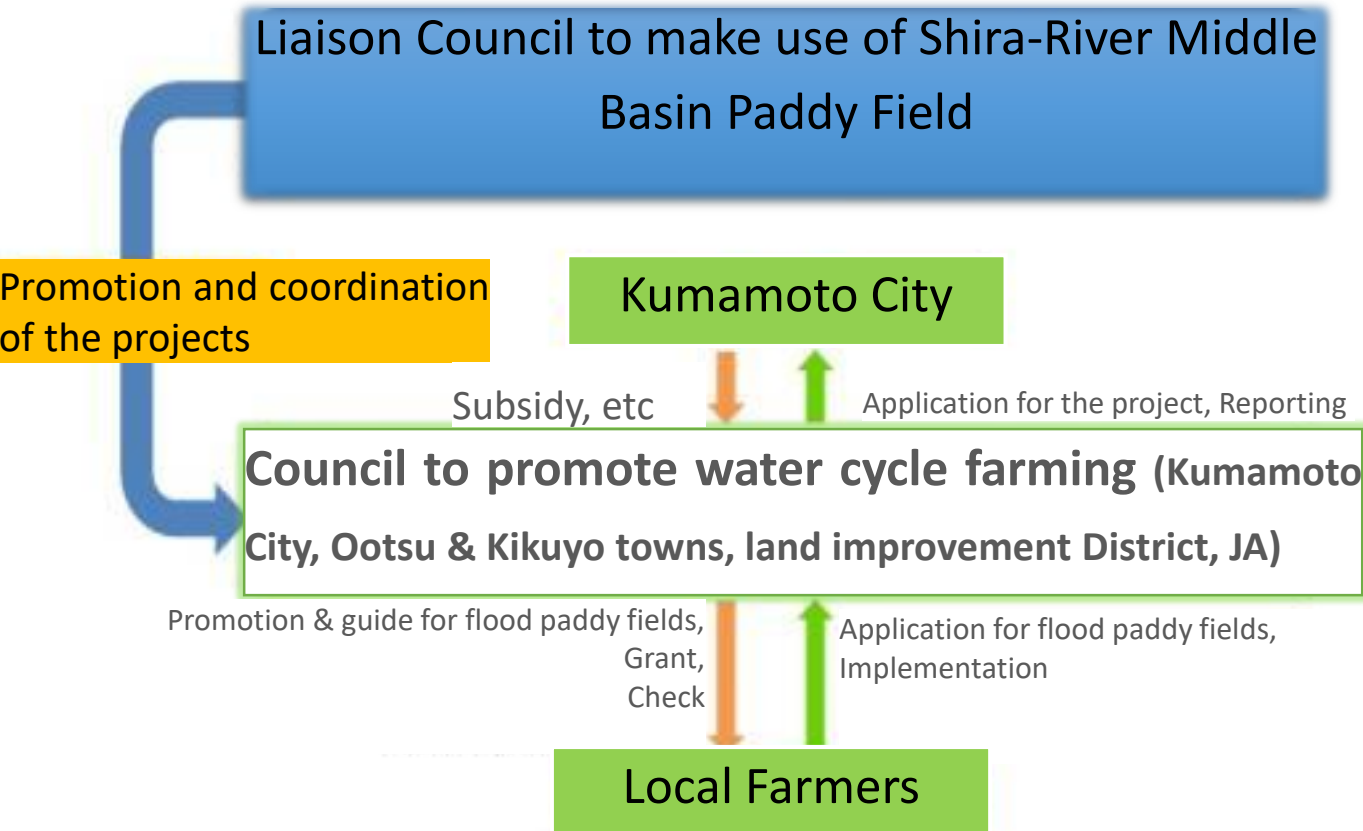 Liaison Council to make use of Shira-River Middle
Basin Paddy Field
Promotion and coordination
of the projects
Kumamoto City
Subsidy, etc
Application for the project, Reporting
Council to promote water cycle farming (Kumamoto
City, Ootsu & Kikuyo towns, land improvement District, JA)
Promotion & guide for flood paddy fields,
Grant,
Check
Application for flood paddy fields,
Implementation
Local Farmers